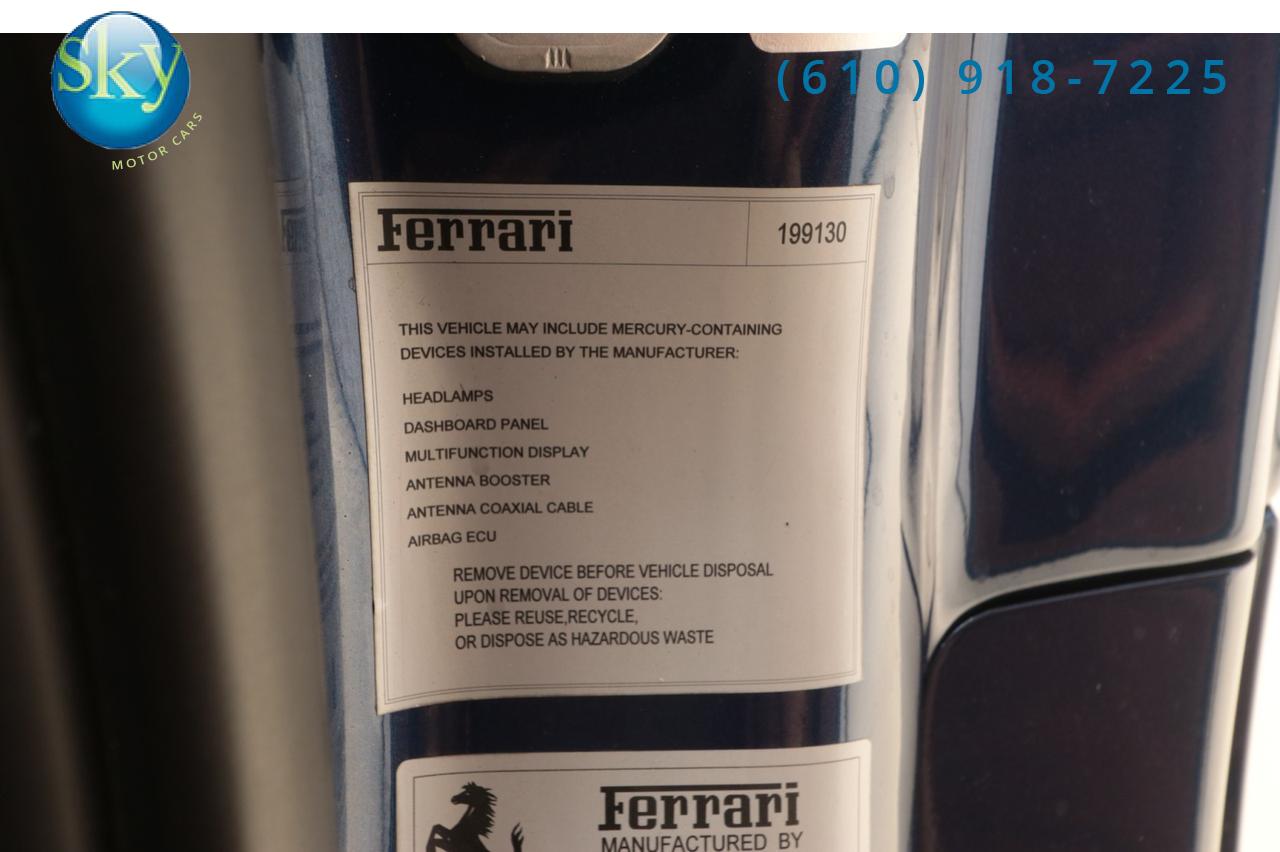 Sky
MOTOR CARS
(610) 918-7225
Ferrari
199130
THIS VEHICLE MAY INCLUDE MERCURY-CONTAINING
DEVICES INSTALLED BY THE MANUFACTURER:
HEADLAMPS
DASHBOARD PANEL
MULTIFUNCTION DISPLAY
ANTENNA BOOSTER
ANTENNA COAXIAL CABLE
AIRBAG ECU
REMOVE DEVICE BEFORE VEHICLE DISPOSAL
UPON REMOVAL OF DEVICES:
PLEASE REUSE,RECYCLE,
OR DISPOSE AS HAZARDOUS WASTE
Ferrari
MANUFACTURED BY